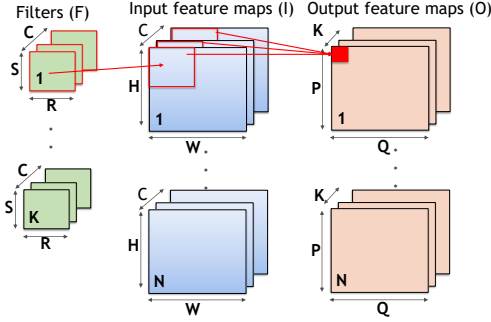 Filters (F) Input feature maps (I) Output feature maps (O)
C C K
S 1 H P
R
1 1
W Q
C C K
S K H P
R
N N
W Q